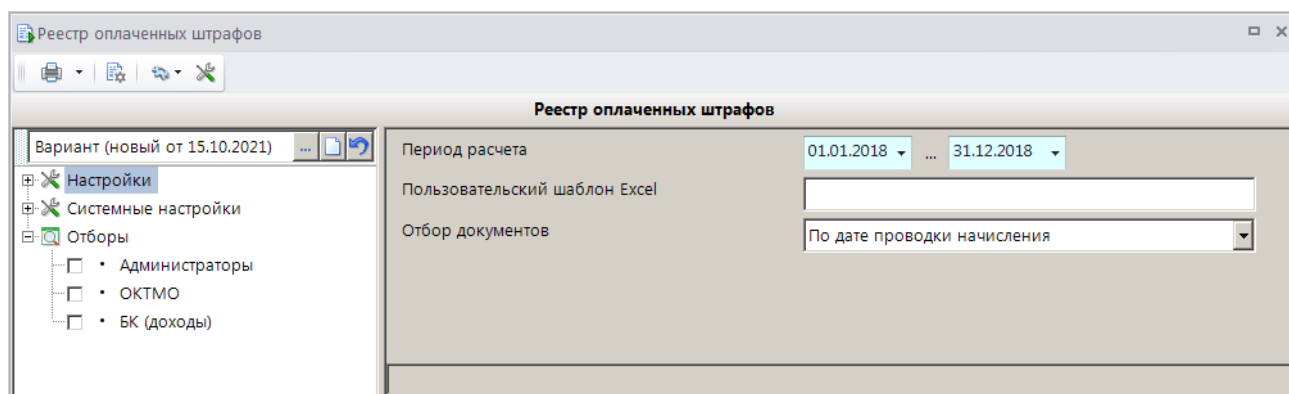 Реестр оплаченных штрафов
Реестр оплаченных штрафов
Вариант (новый от 15.10.2021) ...
Настройки
Системные настройки
Отборы
Администраторы
ОКТМО
БК (доходы)
Период расчета 01.01.2018 ... 31.12.2018
Пользовательский шаблон Excel
Отбор документов По дате проводки начисления